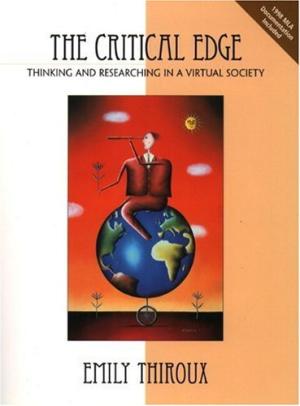 THE CRITICAL EDGE
1998 MLA
Documentation
Included
THINKING AND RESEARCHING IN A VIRTUAL SOCIETY
EMILY THIROUX